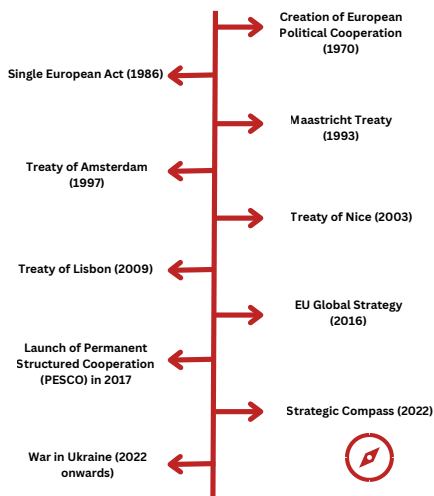 Creation of European
Political Cooperation
(1970)
Single European Act (1986)
Maastricht Treaty
(1993)
Treaty of Amsterdam
(1997)
Treaty of Nice (2003)
Treaty of Lisbon (2009)
EU Global Strategy
(2016)
Launch of Permanent
Structured Cooperation
(PESCO) in 2017
Strategic Compass (2022)
War in Ukraine (2022
onwards)